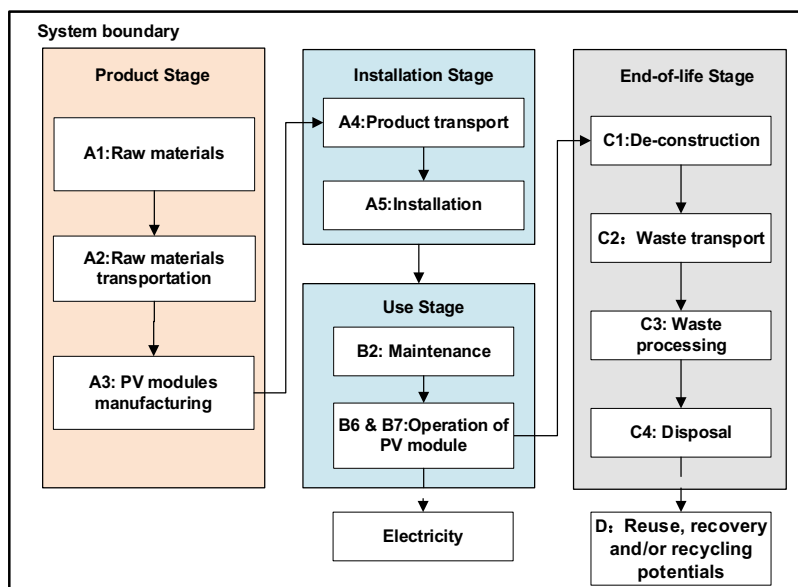 System boundary
Product Stage
A1:Raw materials
A2:Raw materials
transportation
A3: PV modules
manufacturing
Installation Stage
A4:Product transport
A5:Installation
Use Stage
B2: Maintenance
B6 & B7:Operation of
PV module
Electricity
End-of-life Stage
C1:De-construction
C2：Waste transport
C3: Waste
processing
C4: Disposal
D：Reuse, recovery
and/or recycling
potentials